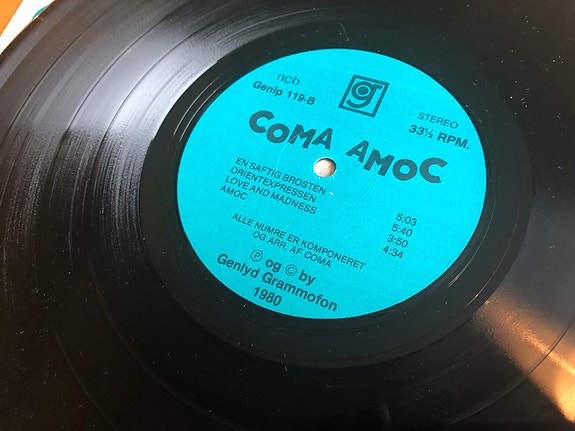 ncb
Genlp 119-B
g
STEREO
33⅓ RPM.
COMA AMOC
EN SAFTIG BROSTEN 5:03
ORIENTEXPRESSEN 5:40
LOVE AND MADNESS 3:50
AMOC 4:34
ALLE NUMRE ER KOMPONERET
OG ARR. AF COMA
Ⓟ og © by
Genlyd Grammofon
1980